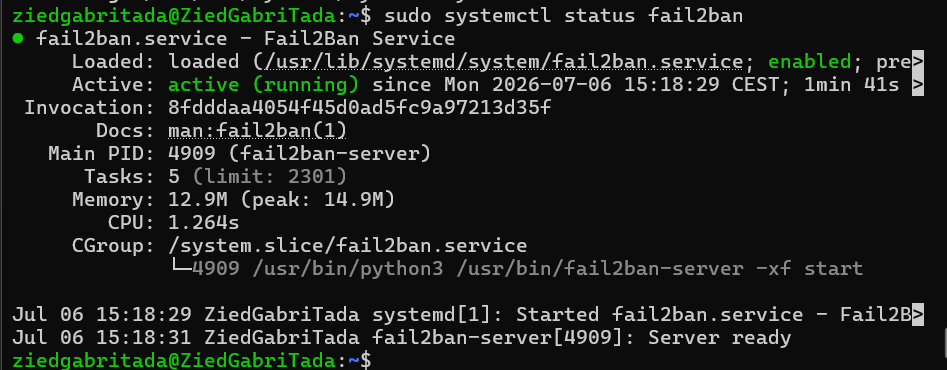 ziedgabritada@ZiedGabriTada:~$ sudo systemctl status fail2ban
● fail2ban.service - Fail2Ban Service
Loaded: loaded (/usr/lib/systemd/system/fail2ban.service; enabled; pre>
Active: active (running) since Mon 2026-07-06 15:18:29 CEST; 1min 41s >
Invocation: 8fdddaa4054f45d0ad5fc9a97213d35f
Docs: man:fail2ban(1)
Main PID: 4909 (fail2ban-server)
Tasks: 5 (limit: 2301)
Memory: 12.9M (peak: 14.9M)
CPU: 1.264s
CGroup: /system.slice/fail2ban.service
└─4909 /usr/bin/python3 /usr/bin/fail2ban-server -xf start
Jul 06 15:18:29 ZiedGabriTada systemd[1]: Started fail2ban.service - Fail2B>
Jul 06 15:18:31 ZiedGabriTada fail2ban-server[4909]: Server ready
ziedgabritada@ZiedGabriTada:~$